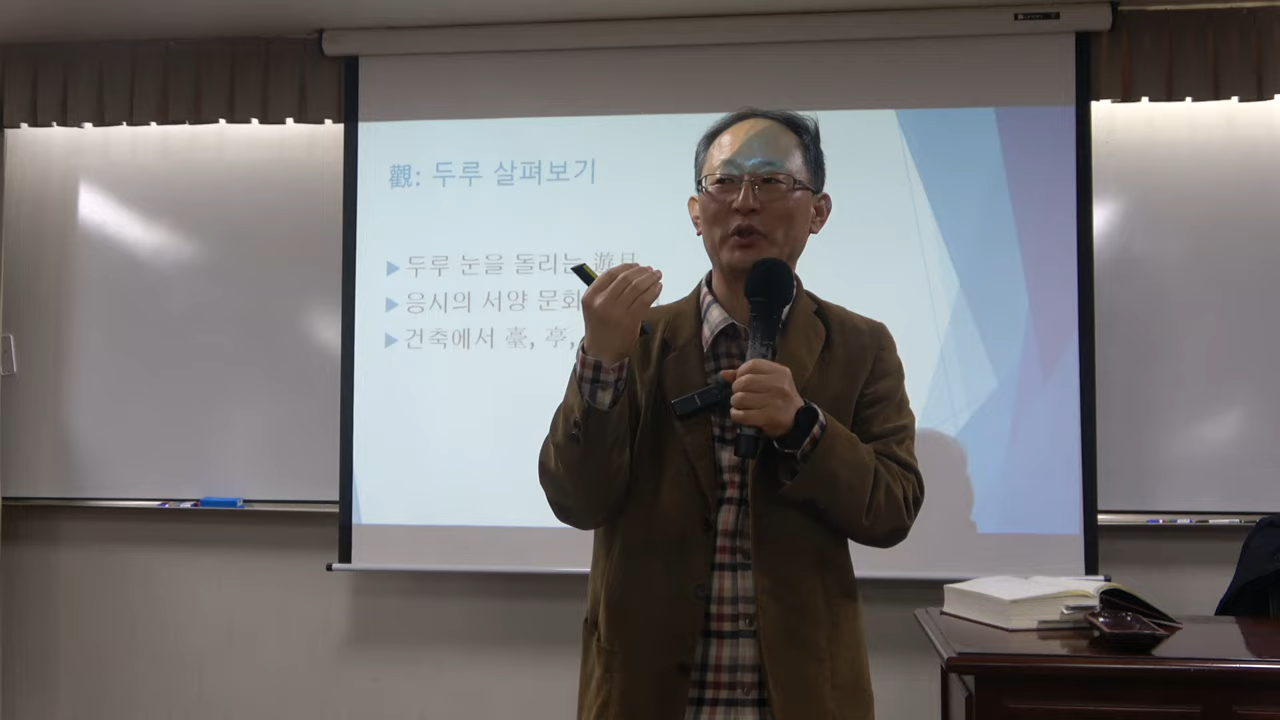 觀: 두루 살펴보기
두루 눈을 돌리는 游目
응시의 서양 문화
건축에서 臺, 亭,